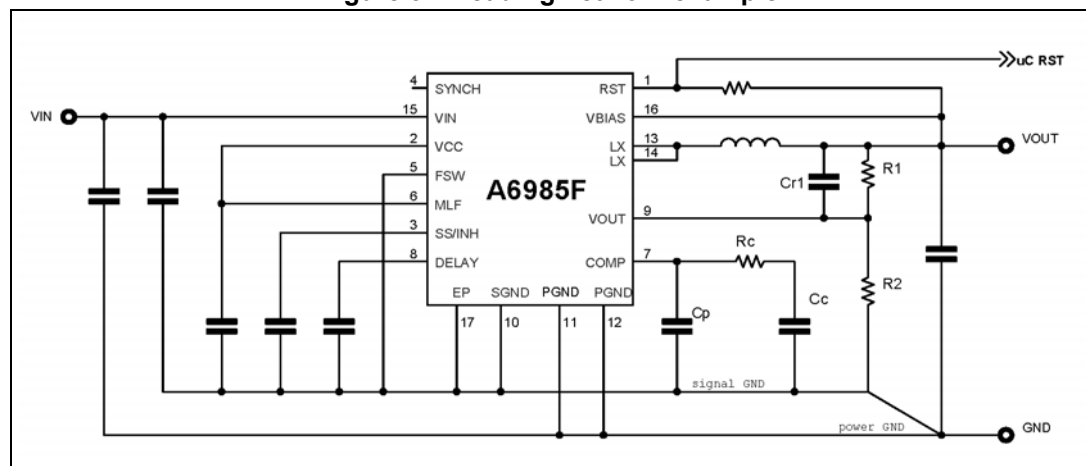 uC RST
4 SYNCH
RST 1
VIN
15 VIN
VBIAS 16
2 VCC
LX 13
LX 14
VOUT
5 FSW
A6985F
Cr1
R1
6 MLF
VOUT 9
3 SS/INH
8 DELAY
COMP 7
Rc
R2
EP SGND PGND PGND
17 10 11 12
Cp
Cc
signal GND
power GND
GND